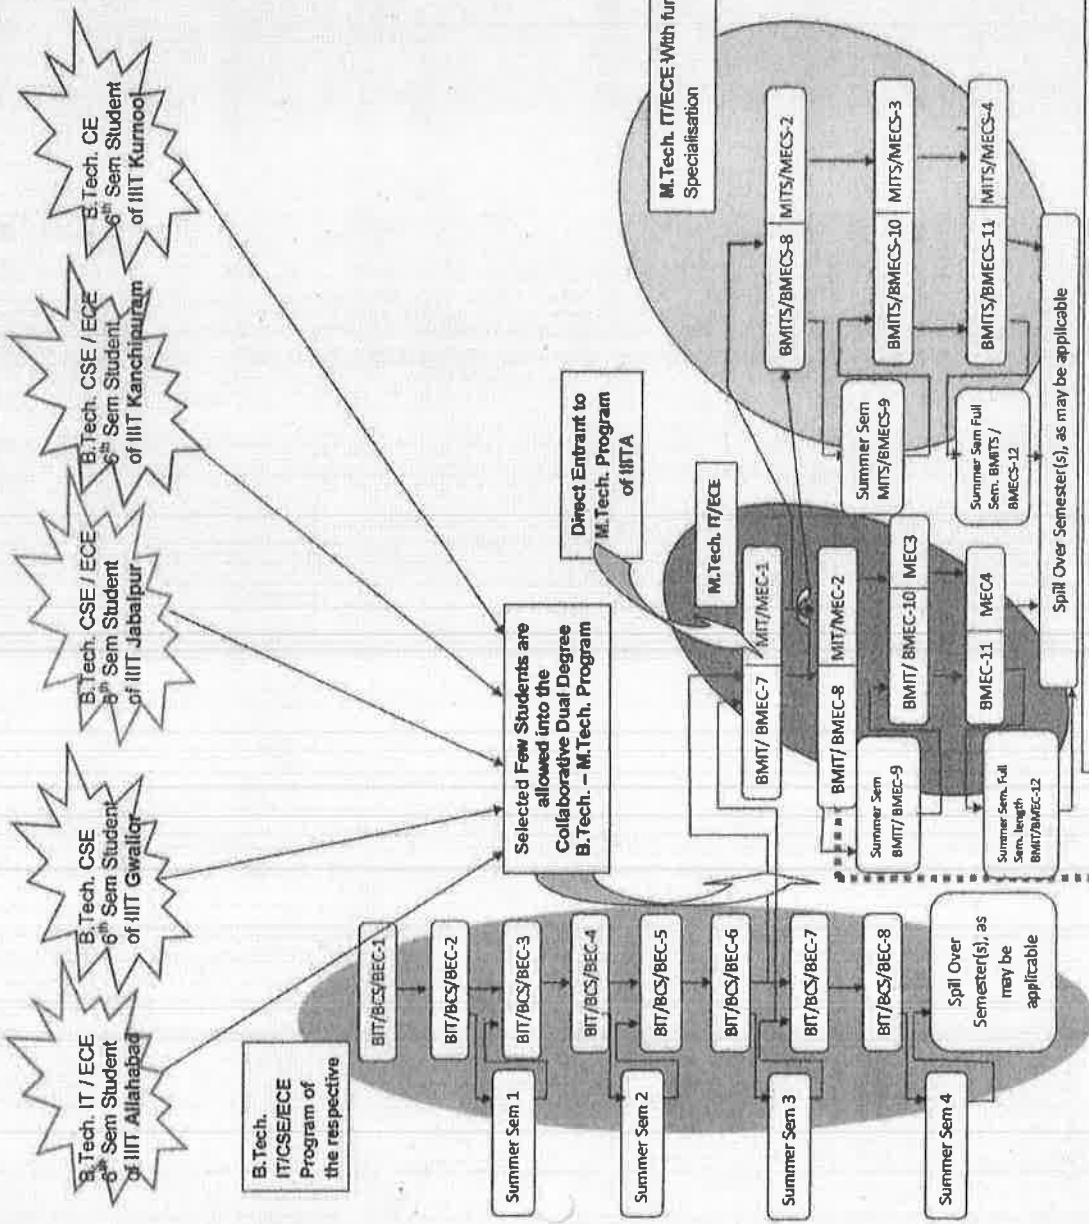 B.Tech. IT / ECE
6th Sem Student
of IIIT Allahabad
B.Tech. CSE
6th Sem Student
of IIIT Gwalior
B.Tech. CSE / ECE
6th Sem Student
of IIIT Jabalpur
B.Tech. CSE / ECE
6th Sem Student
of IIIT Kanchipuram
B.Tech. CE
6th Sem Student
of IIIT Kurnool
B.Tech.
IT/CSE/ECE
Program of
the respective
Selected Few Students are
allowed into the
Collaborative Dual Degree
B.Tech. – M.Tech. Program
Direct Entrant to
M.Tech. Program
of IIITA
M.Tech. IT/ECE
M.Tech. IT/ECE With fur
Specialisation
BIT/BCS/BEC-1
BIT/BCS/BEC-2
BIT/BCS/BEC-3
BIT/BCS/BEC-4
BIT/BCS/BEC-5
BIT/BCS/BEC-6
BIT/BCS/BEC-7
BIT/BCS/BEC-8
Summer Sem 1
Summer Sem 2
Summer Sem 3
Summer Sem 4
Spill Over
Semester(s), as
may be
applicable
BMIT/ BMEC-7
MIT/MEC-1
BMIT/ BMEC-8
MIT/MEC-2
Summer Sem
BMIT/ BMEC-9
BMIT/ BMEC-10
MEC3
BMEC-11
MEC4
Summer Sem. Full
Sem. length
BMIT/BMEC-12
BMITS/BMECS-8
MITS/MECS-2
Summer Sem
MITS/BMECS-9
BMITS/BMECS-10
MITS/MECS-3
BMITS/BMECS-11
MITS/MECS-4
Summer Sem Full
Sem. BMITS /
BMECS-12
Spill Over Semester(s), as may be applicable